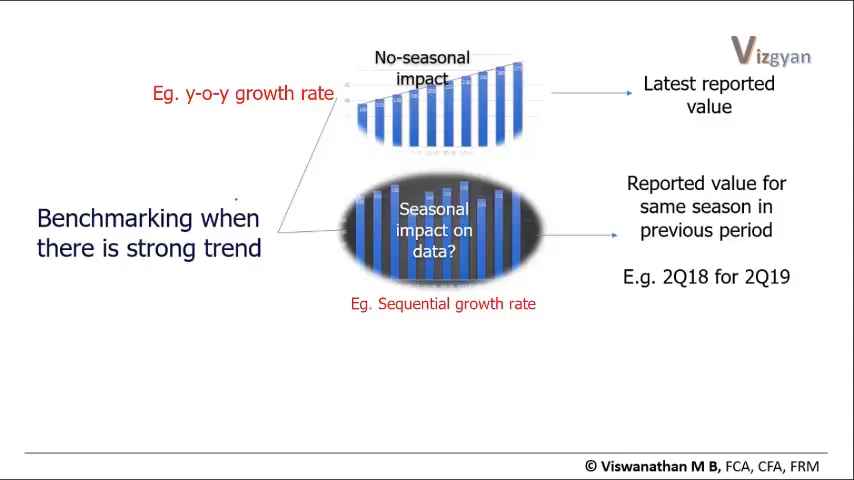 Vizgyan
No-seasonal
impact
Eg. y-o-y growth rate
Latest reported
value
Benchmarking when
there is strong trend
Seasonal
impact on
data?
Reported value for
same season in
previous period
E.g. 2Q18 for 2Q19
Eg. Sequential growth rate
© Viswanathan M B, FCA, CFA, FRM